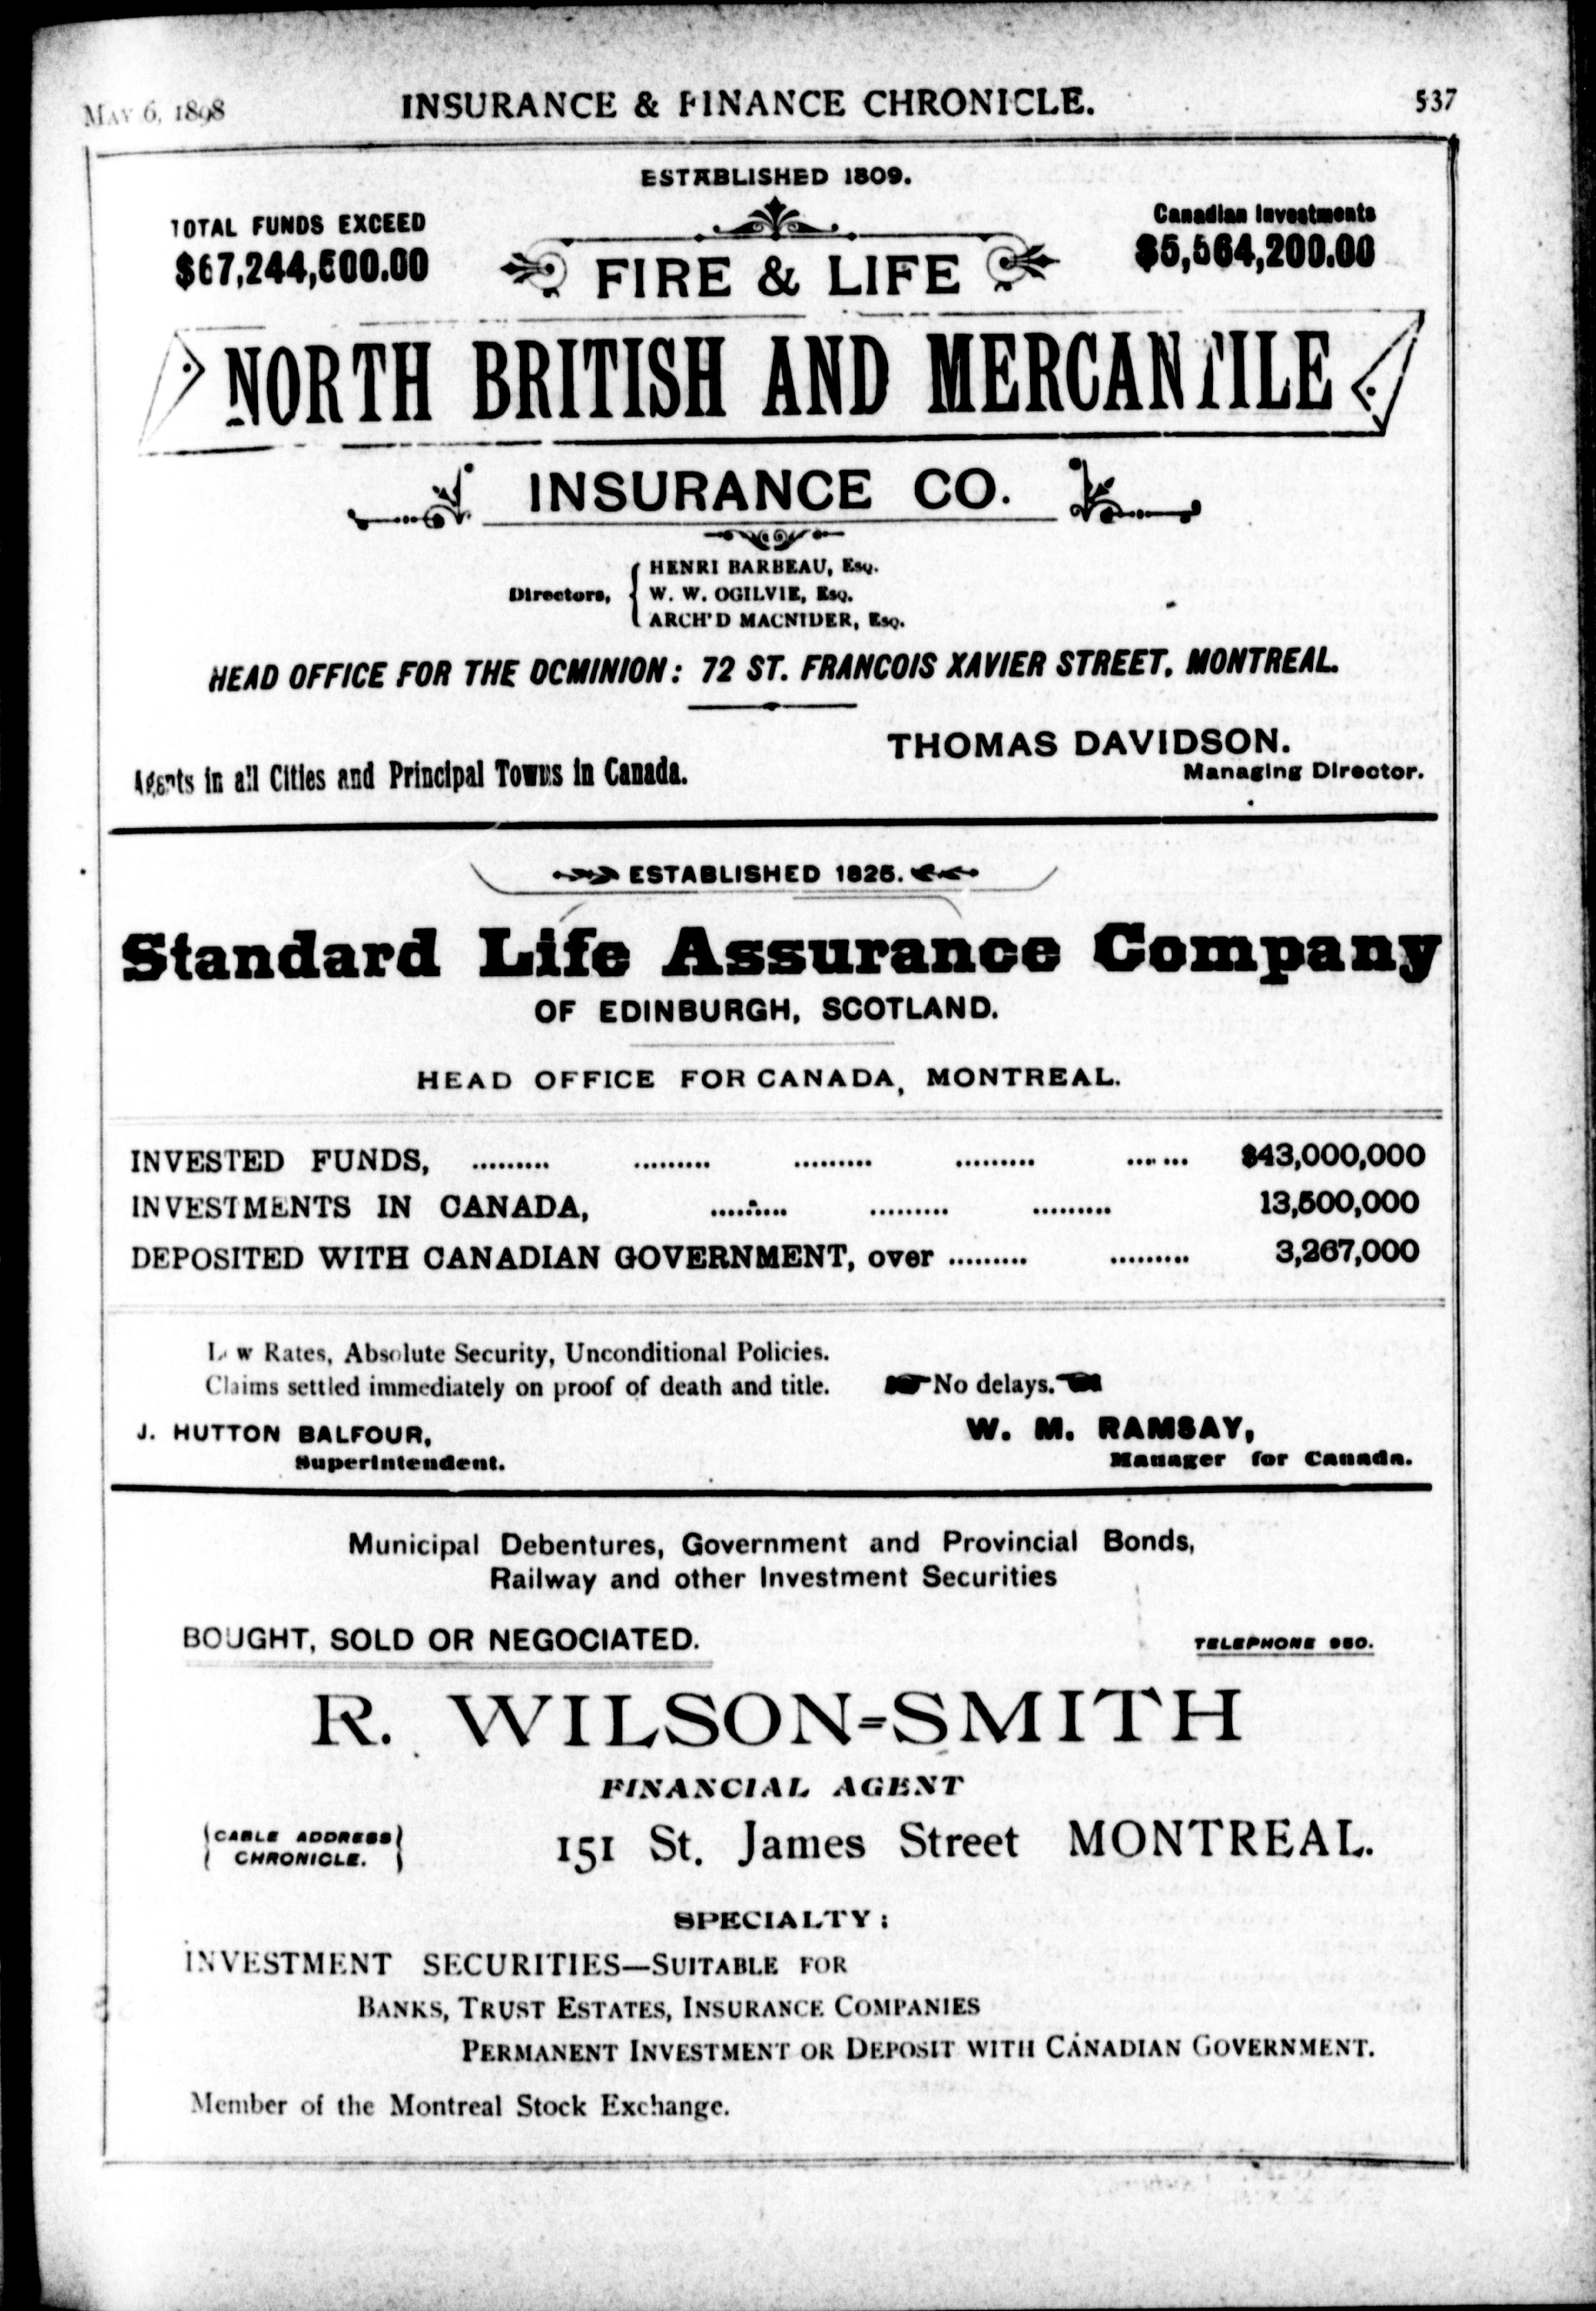 MAY 6, 1898 INSURANCE & FINANCE CHRONICLE. 537
ESTABLISHED 1809.
TOTAL FUNDS EXCEED
$67,244,500.00
FIRE & LIFE
Canadian Investments
$5,564,200.00
NORTH BRITISH AND MERCANTILE
INSURANCE CO.
Directors,
HENRI BARBEAU, Esq.
W. W. OGILVIE, Esq.
ARCH'D MACNIDER, Esq.
HEAD OFFICE FOR THE DOMINION: 72 ST. FRANCOIS XAVIER STREET, MONTREAL.
THOMAS DAVIDSON.
Managing Director.
Agents in all Cities and Principal Towns in Canada.
ESTABLISHED 1825.
Standard Life Assurance Company
OF EDINBURGH, SCOTLAND.
HEAD OFFICE FOR CANADA, MONTREAL.
INVESTED FUNDS, ......... ......... ......... ......... ....... $43,000,000
INVESTMENTS IN CANADA, ......... ......... ......... 13,500,000
DEPOSITED WITH CANADIAN GOVERNMENT, over ......... ......... 3,267,000
Low Rates, Absolute Security, Unconditional Policies.
Claims settled immediately on proof of death and title. No delays.
J. HUTTON BALFOUR,
Superintendent.
W. M. RAMSAY,
Manager for Canada.
Municipal Debentures, Government and Provincial Bonds,
Railway and other Investment Securities
BOUGHT, SOLD OR NEGOCIATED.
TELEPHONE 950.
R. WILSON-SMITH
FINANCIAL AGENT
CABLE ADDRESS
CHRONICLE.
151 St. James Street MONTREAL.
SPECIALTY:
INVESTMENT SECURITIES—SUITABLE FOR
BANKS, TRUST ESTATES, INSURANCE COMPANIES
PERMANENT INVESTMENT OR DEPOSIT WITH CANADIAN GOVERNMENT.
Member of the Montreal Stock Exchange.